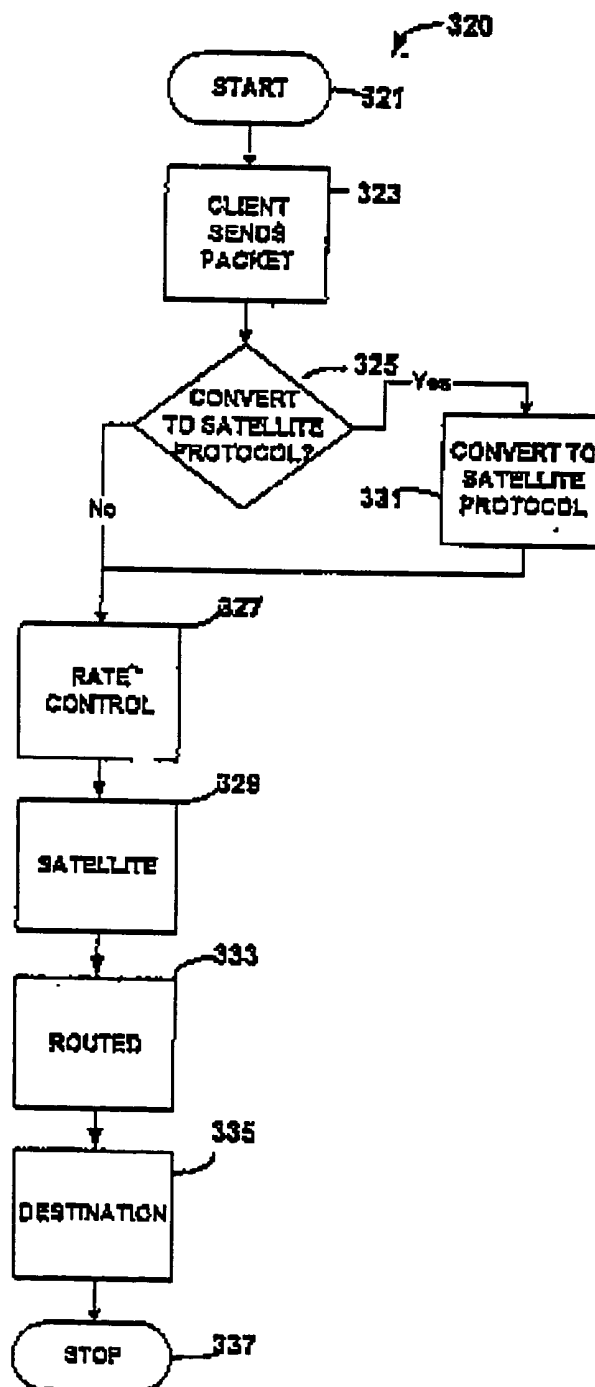 320
START
321
CLIENT
SENDS
PACKET
323
325
CONVERT
TO SATELLITE
PROTOCOL?
Yes
CONVERT TO
SATELLITE
PROTOCOL
331
No
327
RATE
CONTROL
329
SATELLITE
333
ROUTED
335
DESTINATION
STOP
337